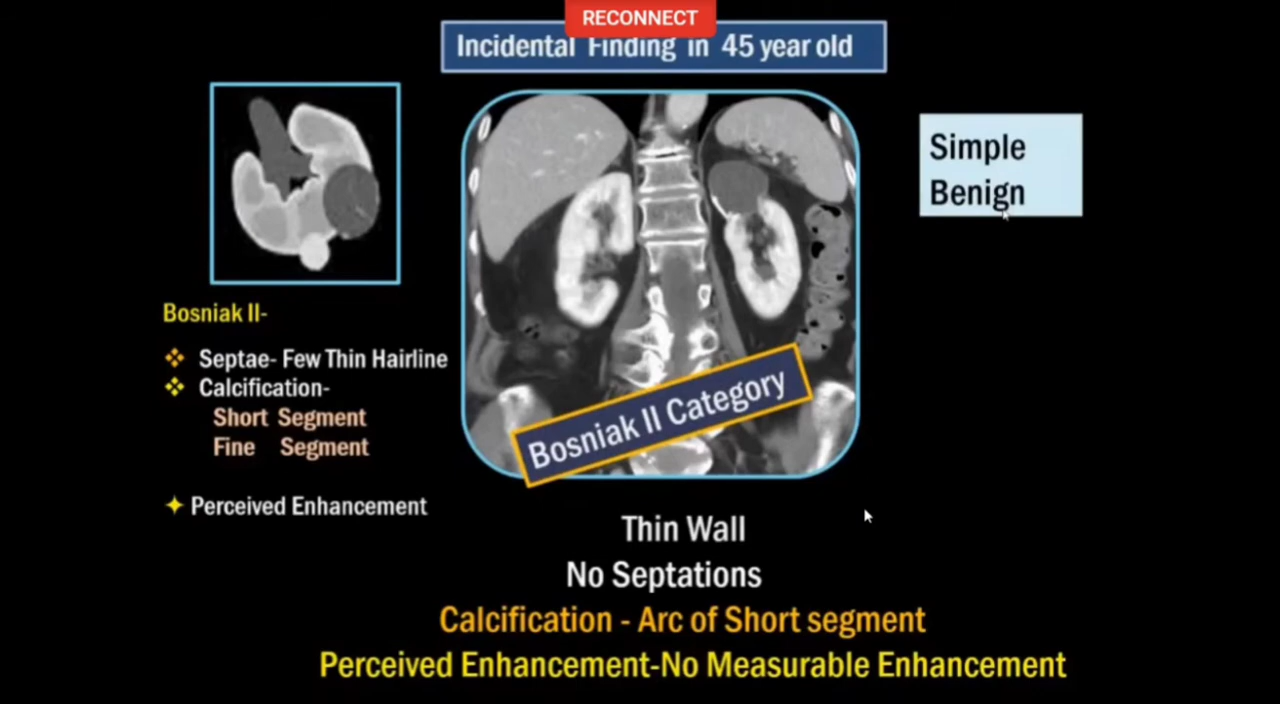 RECONNECT
Incidental Finding in 45 year old
Simple
Benign
Bosniak II-
Septae- Few Thin Hairline
Calcification-
Short Segment
Fine Segment
Perceived Enhancement
Bosniak II Category
Thin Wall
No Septations
Calcification - Arc of Short segment
Perceived Enhancement-No Measurable Enhancement